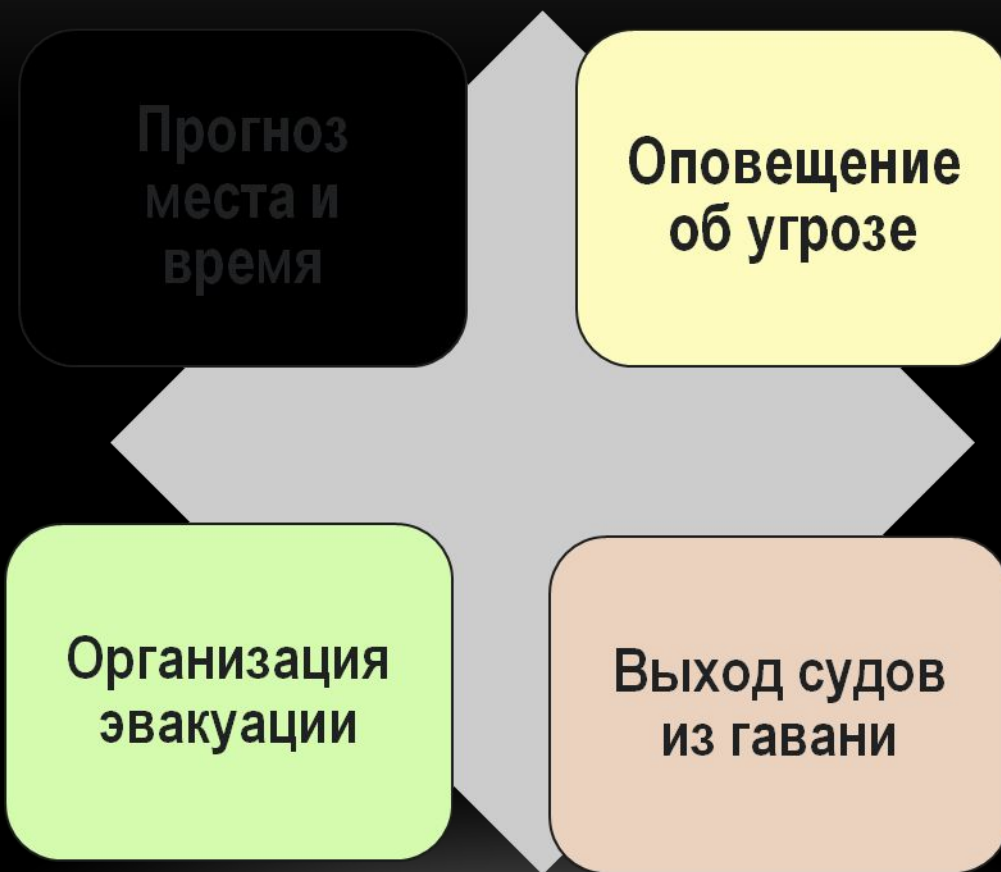 Прогноз
места и
время
Оповещение
об угрозе
Организация
эвакуации
Выход судов
из гавани